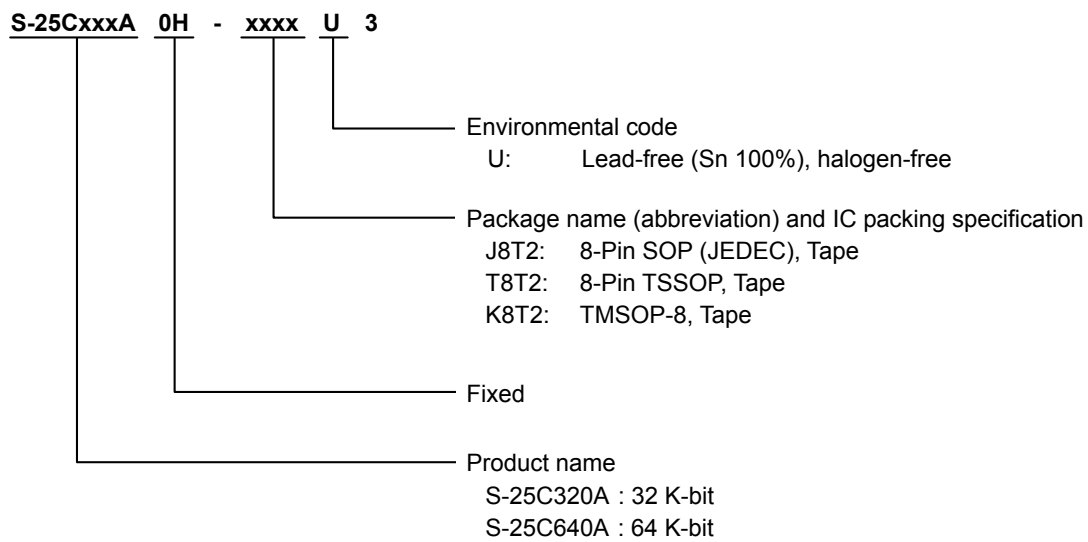 S-25CxxxA 0H - xxxx U 3
Environmental code
U: Lead-free (Sn 100%), halogen-free
Package name (abbreviation) and IC packing specification
J8T2: 8-Pin SOP (JEDEC), Tape
T8T2: 8-Pin TSSOP, Tape
K8T2: TMSOP-8, Tape
Fixed
Product name
S-25C320A : 32 K-bit
S-25C640A : 64 K-bit